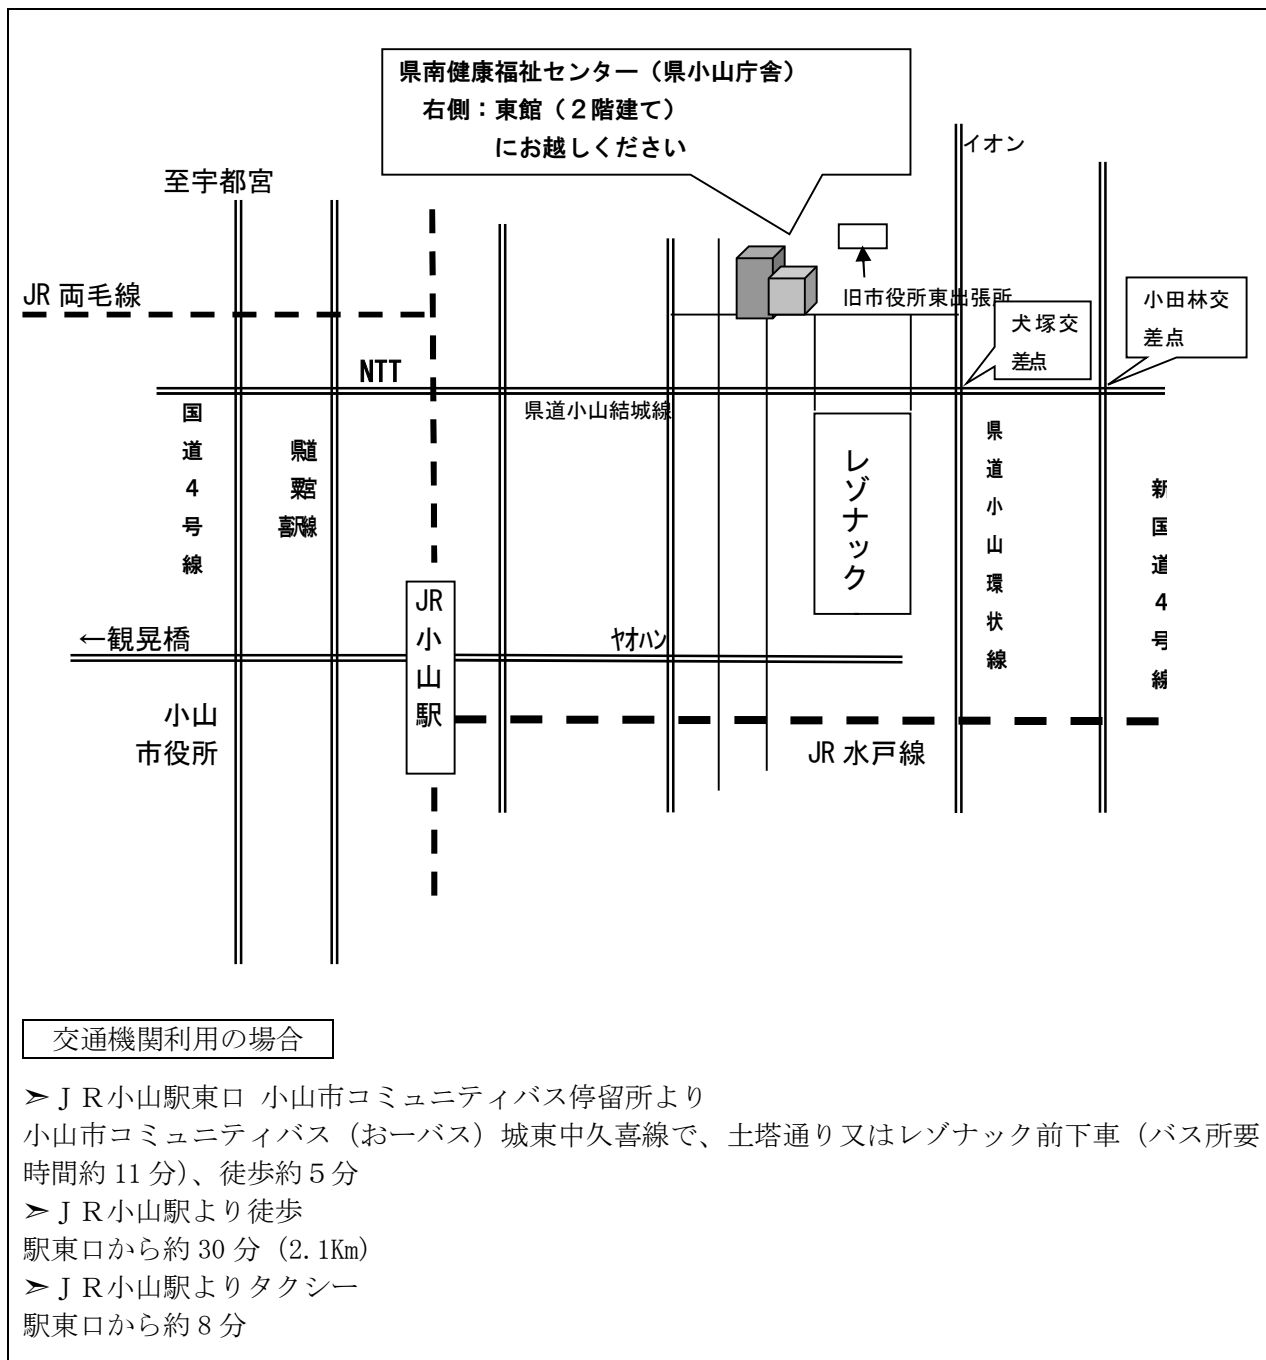 県南健康福祉センター（県小山庁舎）
右側：東館（２階建て）
にお越しください
イオン
至宇都宮
JR 両毛線
旧市役所東出張所
犬塚交
差点
小田林交
差点
NTT
国道４号線
県道粟宮喜沢線
県道小山結城線
レゾナック
県道小山環状線
新国道４号線
JR小山駅
←観晃橋
ﾔｵﾊﾝ
小山
市役所
JR 水戸線
交通機関利用の場合
➢ＪＲ小山駅東口 小山市コミュニティバス停留所より
小山市コミュニティバス（おーバス）城東中久喜線で、土塔通り又はレゾナック前下車（バス所要
時間約 11 分）、徒歩約５分
➢ＪＲ小山駅より徒歩
駅東口から約 30 分（2.1Km）
➢ＪＲ小山駅よりタクシー
駅東口から約８分